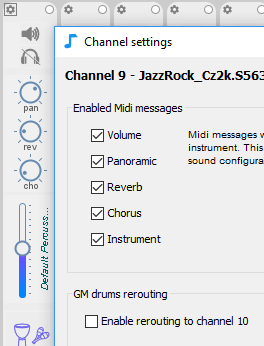 Channel settings
Channel 9 - JazzRock_Cz2k.S563
Enabled Midi messages
Volume
Panoramic
Reverb
Chorus
Instrument
Midi messages w
instrument. This
sound configura
GM drums rerouting
Enable rerouting to channel 10
pan
rev
cho
Default Percuss...